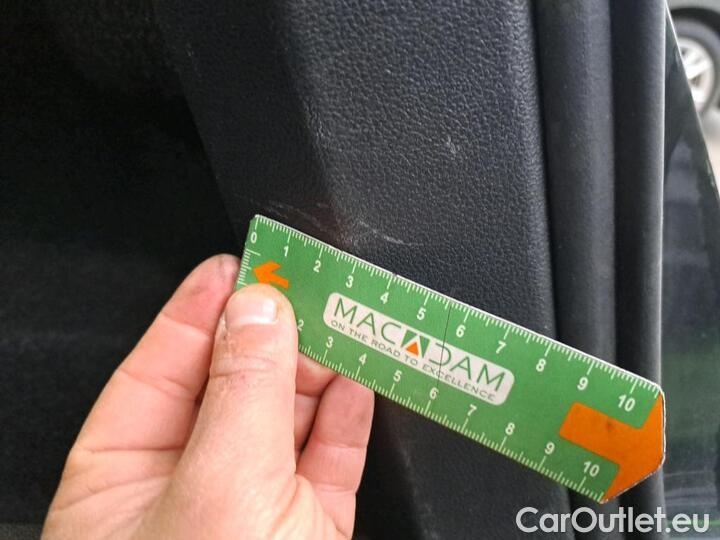 0 1 2 3 4 5 6 7 8 9 10
MACADAM
ON THE ROAD TO EXCELLENCE
2 3 4 5 6 7 8 9 10
CarOutlet.eu